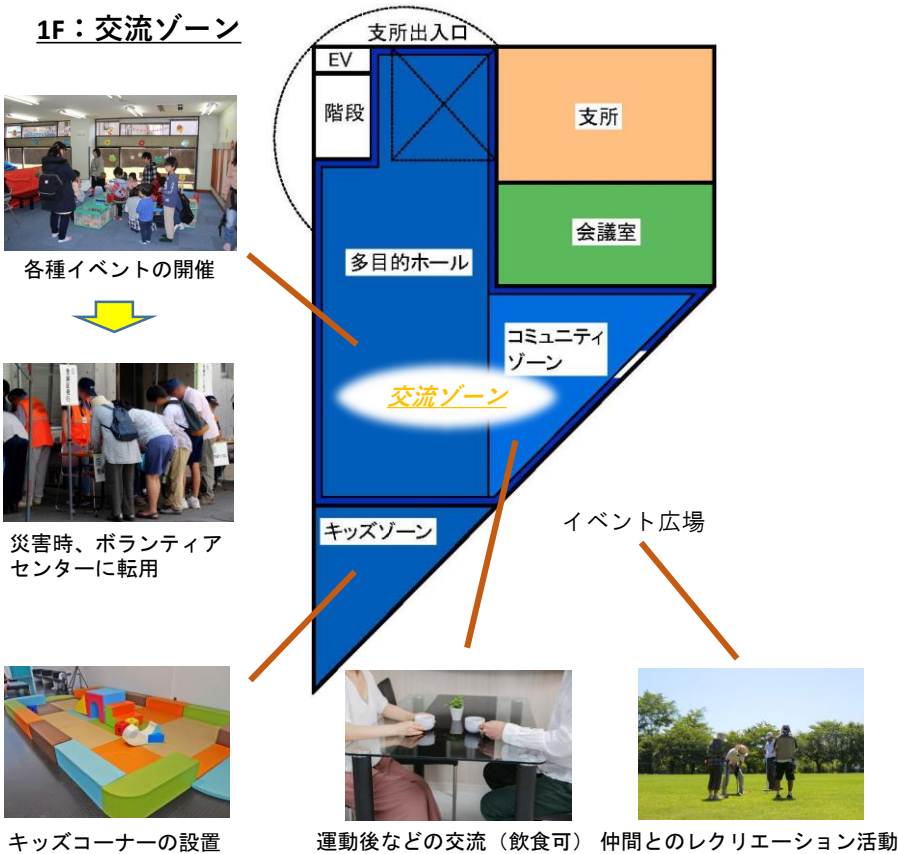 1F：交流ゾーン
支所出入口
EV
階段
支所
会議室
多目的ホール
コミュニティ
ゾーン
交流ゾーン
キッズゾーン
各種イベントの開催
災害時、ボランティア
センターに転用
イベント広場
キッズコーナーの設置
運動後などの交流（飲食可）
仲間とのレクリエーション活動